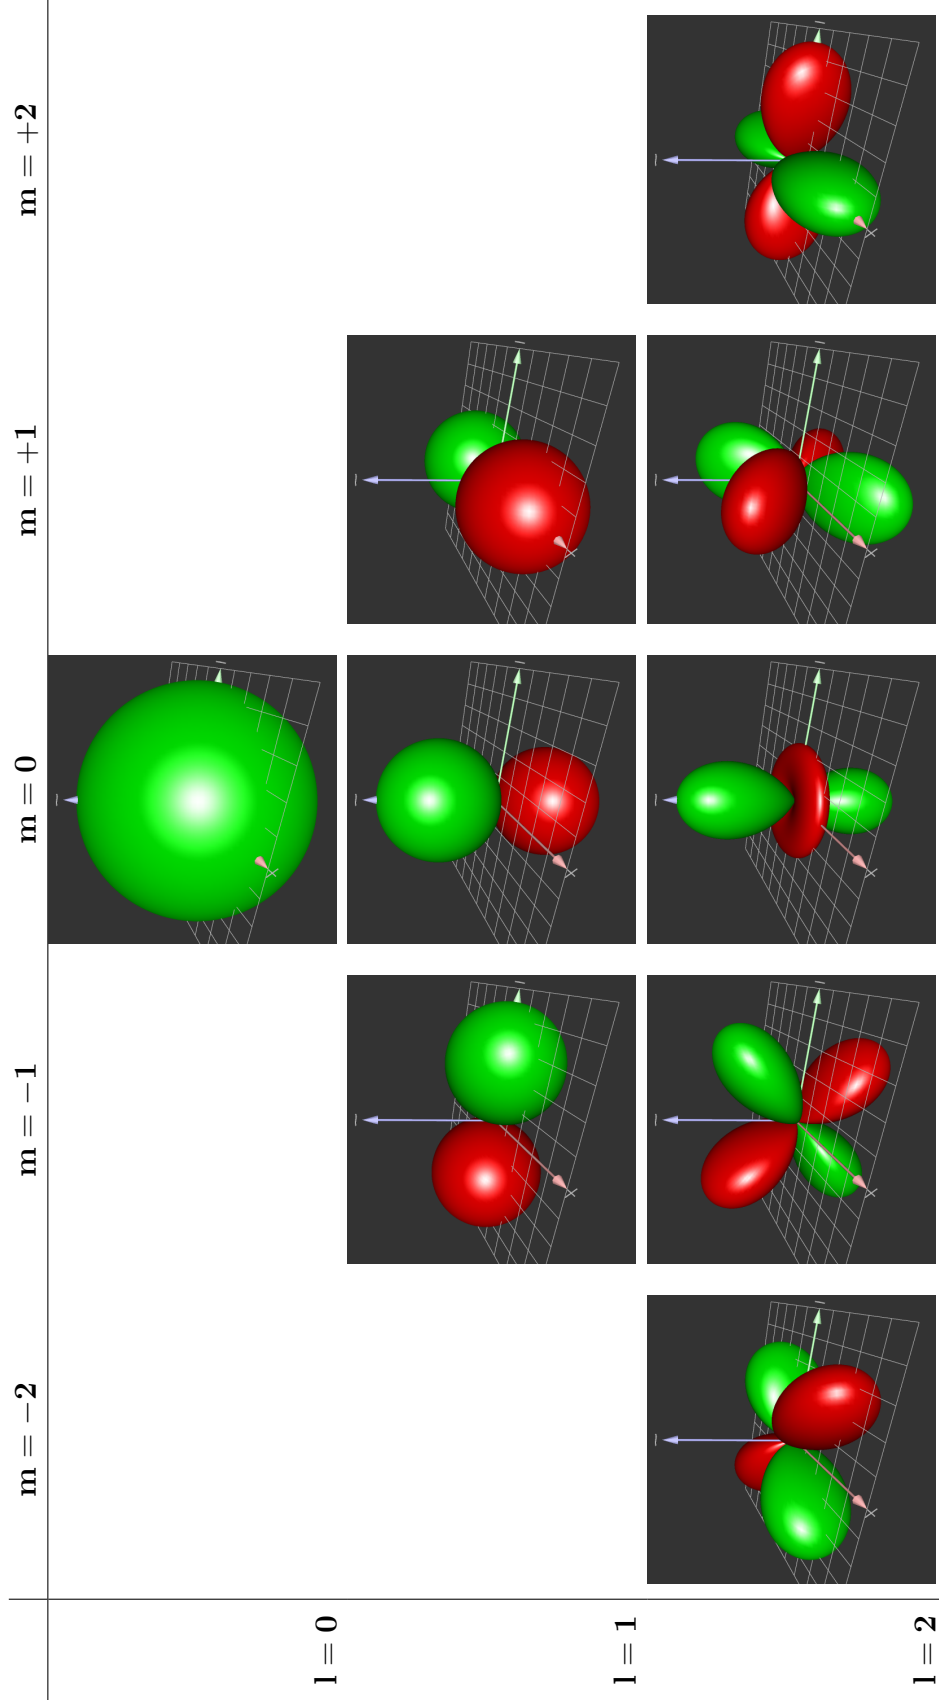 m = −2 m = −1 m = 0 m = +1 m = +2
l = 0
l = 1
l = 2